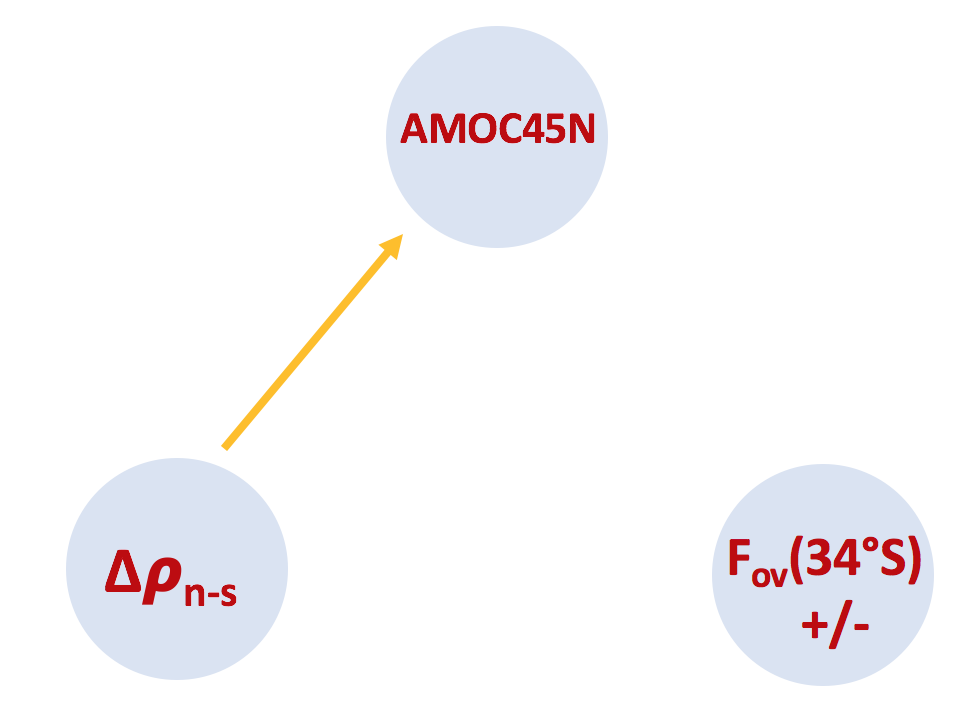 AMOC45N
Δρn-s
Fov(34°S)
+/-